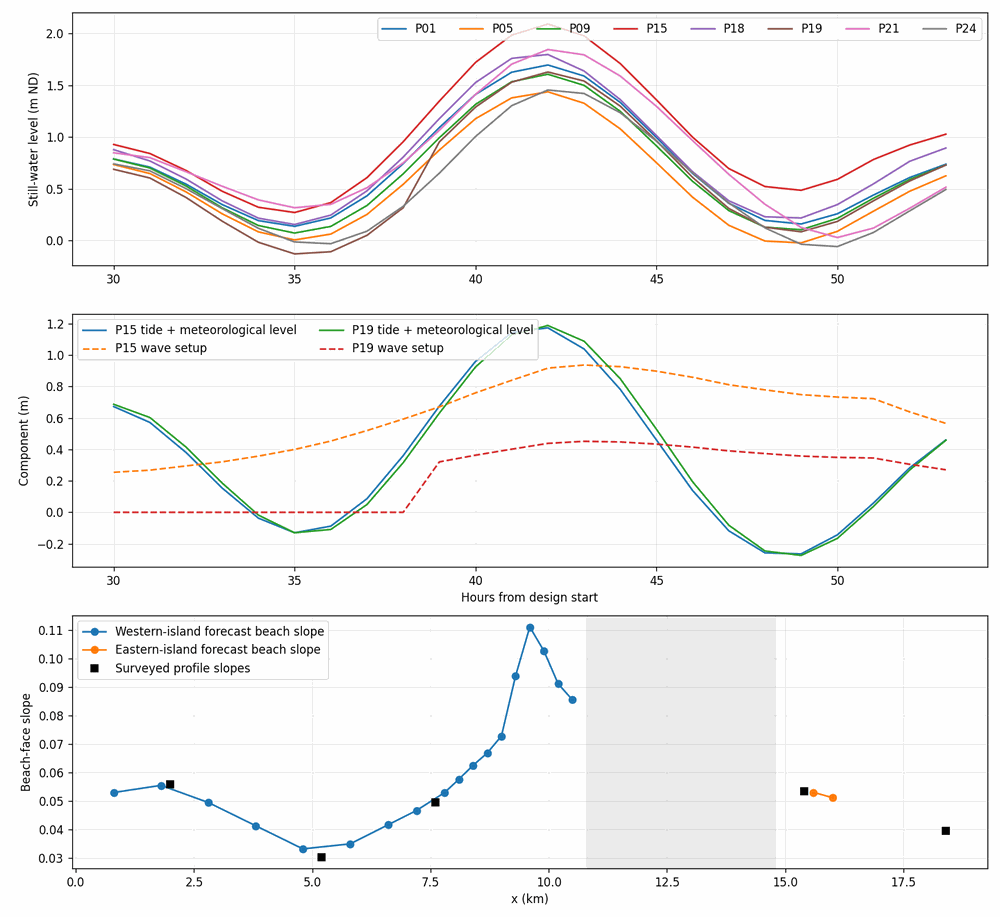 P01 P05 P09 P15 P18 P19 P21 P24
Still-water level (m ND)
2.0
1.5
1.0
0.5
0.0
30 35 40 45 50
P15 tide + meteorological level
P15 wave setup
P19 tide + meteorological level
P19 wave setup
Component (m)
1.2
1.0
0.8
0.6
0.4
0.2
0.0
−0.2
30 35 40 45 50
Hours from design start
Western-island forecast beach slope
Eastern-island forecast beach slope
Surveyed profile slopes
Beach-face slope
0.11
0.10
0.09
0.08
0.07
0.06
0.05
0.04
0.03
0.0 2.5 5.0 7.5 10.0 12.5 15.0 17.5
x (km)